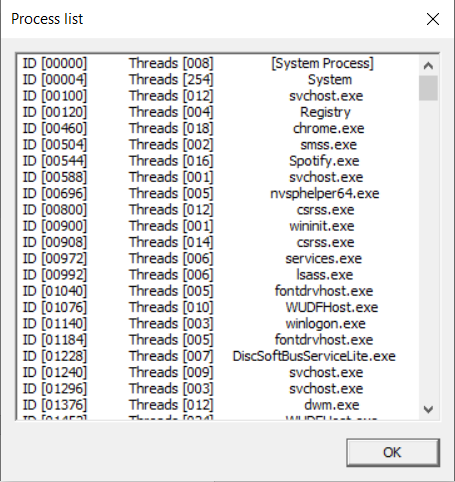 Process list
ID [00000] Threads [008] [System Process]
ID [00004] Threads [254] System
ID [00100] Threads [012] svchost.exe
ID [00120] Threads [004] Registry
ID [00460] Threads [018] chrome.exe
ID [00504] Threads [002] smss.exe
ID [00544] Threads [016] Spotify.exe
ID [00588] Threads [001] svchost.exe
ID [00696] Threads [005] nvsphelper64.exe
ID [00800] Threads [012] csrss.exe
ID [00900] Threads [001] wininit.exe
ID [00908] Threads [014] csrss.exe
ID [00972] Threads [006] services.exe
ID [00992] Threads [006] lsass.exe
ID [01040] Threads [005] fontdrvhost.exe
ID [01076] Threads [010] WUDFHost.exe
ID [01140] Threads [003] winlogon.exe
ID [01184] Threads [005] fontdrvhost.exe
ID [01228] Threads [007] DiscSoftBusServiceLite.exe
ID [01240] Threads [009] svchost.exe
ID [01296] Threads [003] svchost.exe
ID [01376] Threads [012] dwm.exe
ID Threads WUDFHost.exe
OK